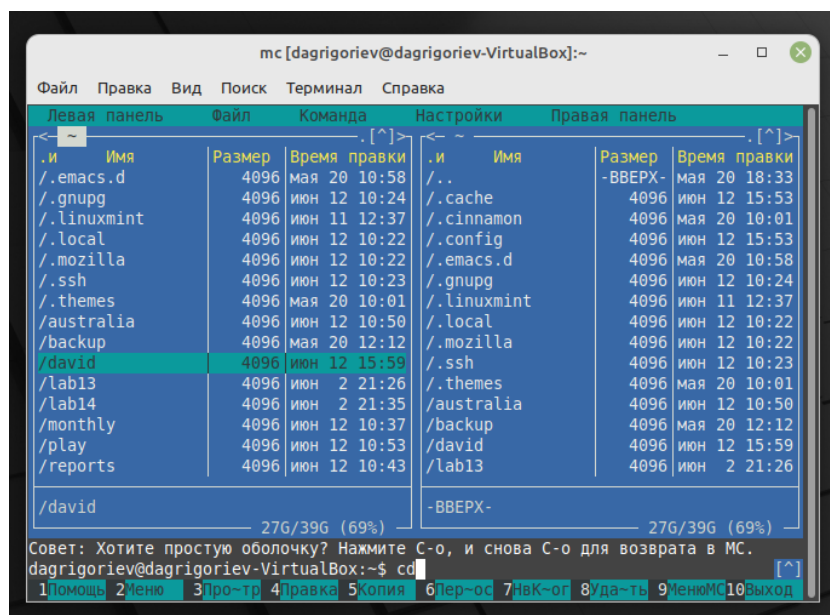 mc [dagrigoriev@dagrigoriev-VirtualBox]:~
Файл Правка Вид Поиск Терминал Справка
Левая панель Файл Команда Настройки Правая панель
<- ~ .[^]> <- ~ .[^]>
.и Имя Размер Время правки .и Имя Размер Время правки
/.emacs.d 4096 мая 20 10:58 /.. -ВВЕРХ- мая 20 18:33
/.gnupg 4096 июн 12 10:24 /.cache 4096 июн 12 15:53
/.linuxmint 4096 июн 11 12:37 /.cinnamon 4096 мая 20 10:01
/.local 4096 июн 12 10:22 /.config 4096 июн 12 15:53
/.mozilla 4096 июн 12 10:22 /.emacs.d 4096 мая 20 10:58
/.ssh 4096 июн 12 10:23 /.gnupg 4096 июн 12 10:24
/.themes 4096 мая 20 10:01 /.linuxmint 4096 июн 11 12:37
/australia 4096 июн 12 10:50 /.local 4096 июн 12 10:22
/backup 4096 мая 20 12:12 /.mozilla 4096 июн 12 10:22
/david 4096 июн 12 15:59 /.ssh 4096 июн 12 10:23
/lab13 4096 июн 2 21:26 /.themes 4096 мая 20 10:01
/lab14 4096 июн 2 21:35 /australia 4096 июн 12 10:50
/monthly 4096 июн 12 10:37 /backup 4096 мая 20 12:12
/play 4096 июн 12 10:53 /david 4096 июн 12 15:59
/reports 4096 июн 12 10:43 /lab13 4096 июн 2 21:26
/david -ВВЕРХ-
27G/39G (69%) 27G/39G (69%)
Совет: Хотите простую оболочку? Нажмите C-o, и снова C-o для возврата в MC.
dagrigoriev@dagrigoriev-VirtualBox:~$ cd [^]
1Помощь 2Меню 3Про~тр 4Правка 5Копия 6Пер~ос 7НвК~ог 8Уда~ть 9МенюMC 10Выход